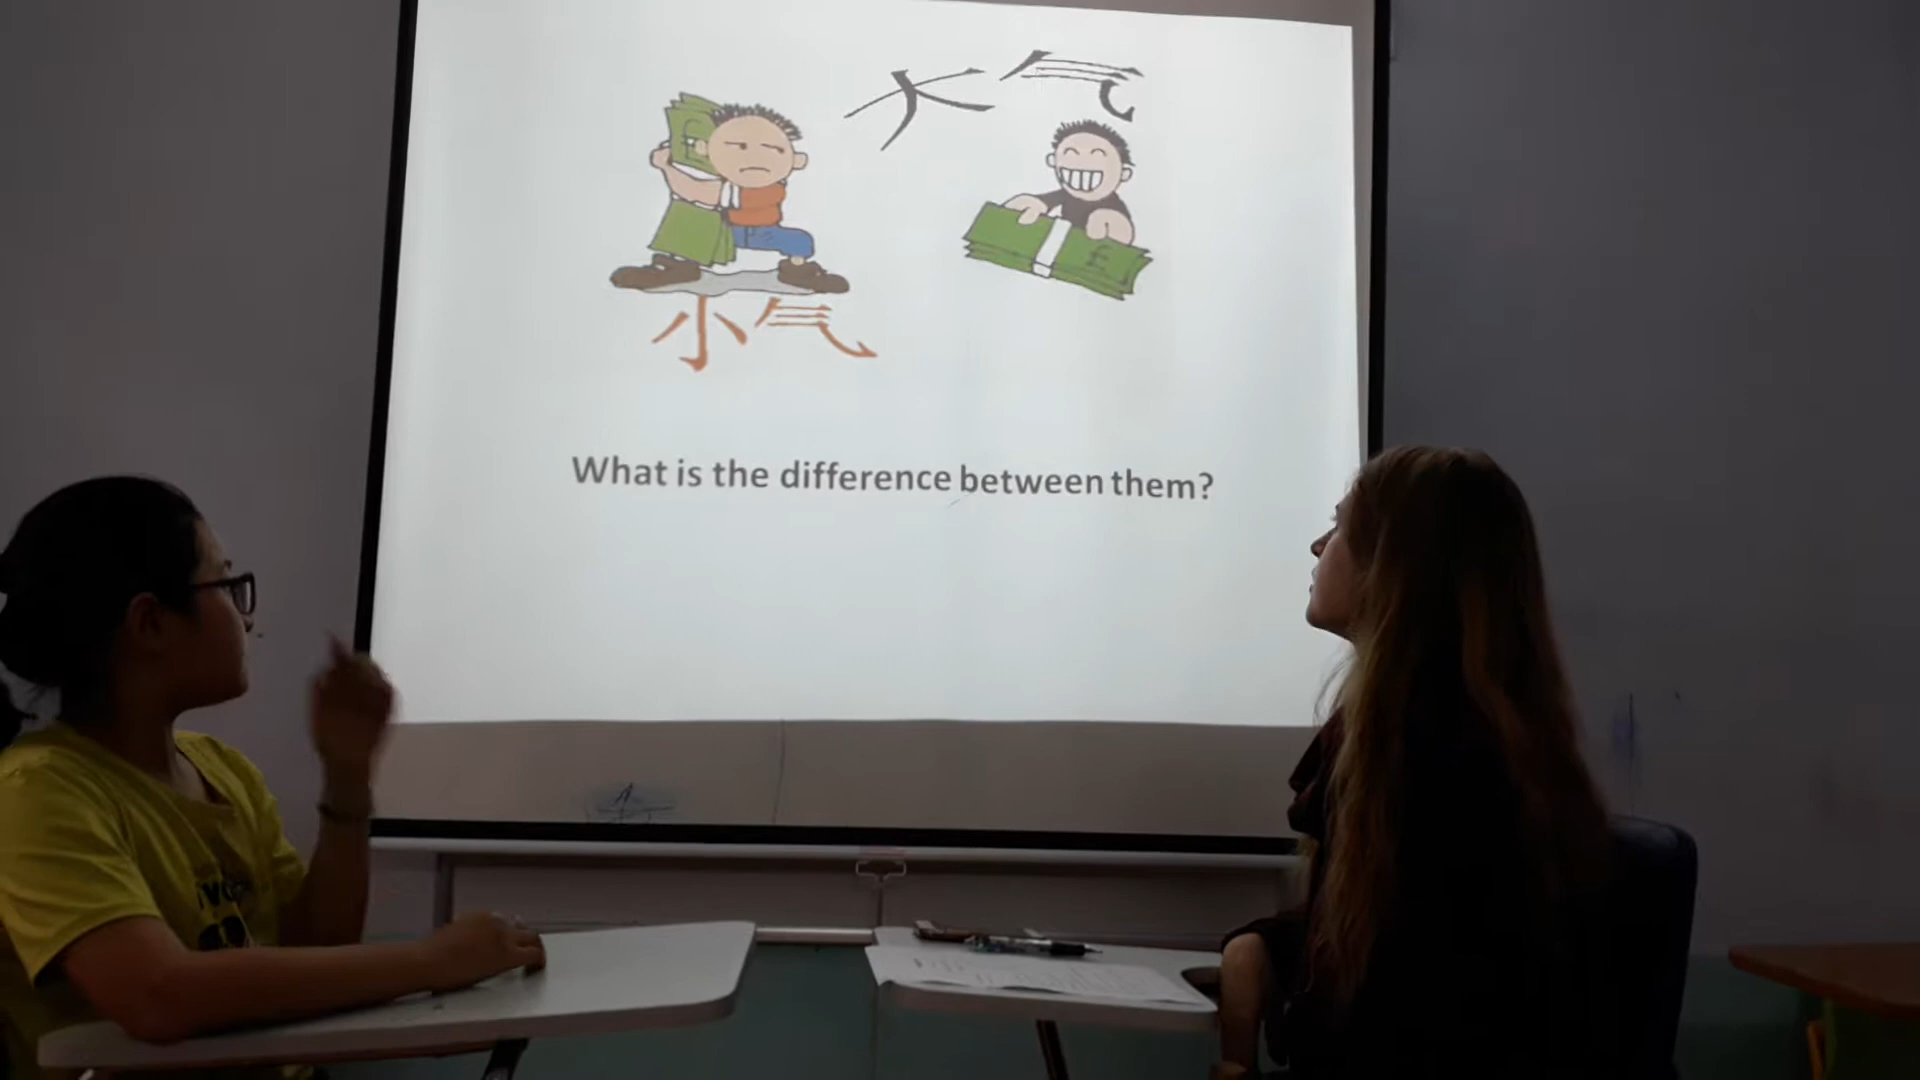 大气
小气
What is the difference between them?